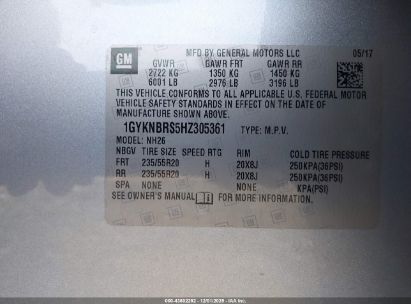 GM
MFD BY GENERAL MOTORS LLC 05/17
GVWR GAWR FRT GAWR RR
2722 KG 1350 KG 1450 KG
6001 LB 2976 LB 3196 LB
THIS VEHICLE CONFORMS TO ALL APPLICABLE U.S. FEDERAL MOTOR
VEHICLE SAFETY STANDARDS IN EFFECT ON THE DATE OF
MANUFACTURE SHOWN ABOVE.
1GYKNBRS5HZ305361 TYPE: M.P.V.
MODEL: NH26
NBGV TIRE SIZE SPEED RTG RIM COLD TIRE PRESSURE
FRT 235/55R20 H 20X8J 250KPA(36PSI)
RR 235/55R20 H 20X8J 250KPA(36PSI)
SPA NONE NONE KPA(PSI)
SEE OWNER'S MANUAL FOR MORE INFORMATION.